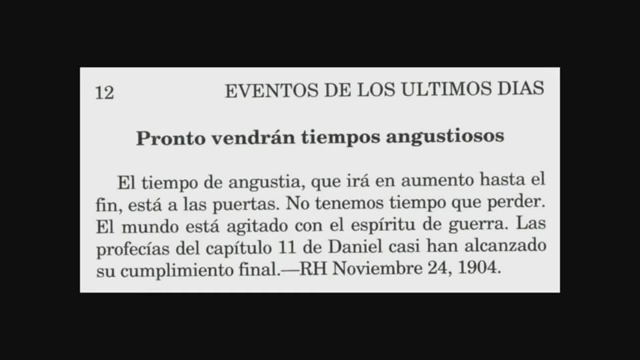 12 EVENTOS DE LOS ULTIMOS DIAS
Pronto vendrán tiempos angustiosos
El tiempo de angustia, que irá en aumento hasta el
fin, está a las puertas. No tenemos tiempo que perder.
El mundo está agitado con el espíritu de guerra. Las
profecías del capítulo 11 de Daniel casi han alcanzado
su cumplimiento final.—RH Noviembre 24, 1904.